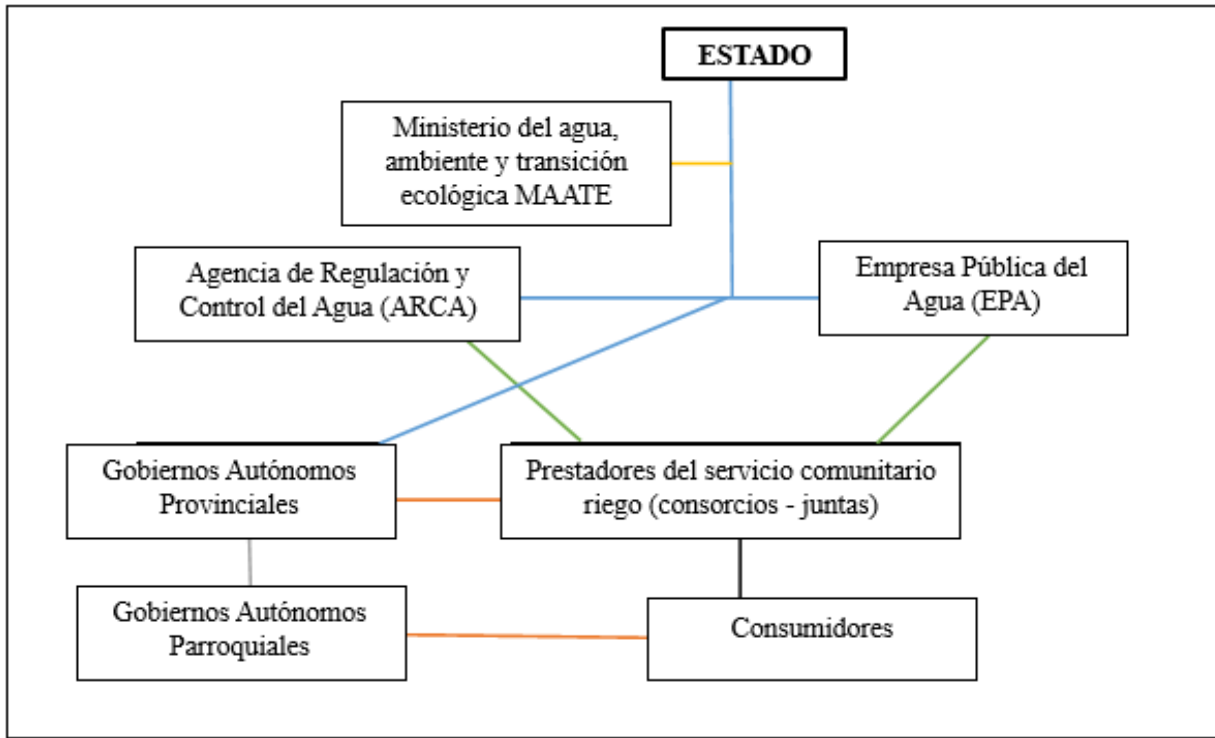 ESTADO
Ministerio del agua,
ambiente y transición
ecológica MAATE
Agencia de Regulación y
Control del Agua (ARCA)
Empresa Pública del
Agua (EPA)
Gobiernos Autónomos
Provinciales
Prestadores del servicio comunitario
riego (consorcios - juntas)
Gobiernos Autónomos
Parroquiales
Consumidores